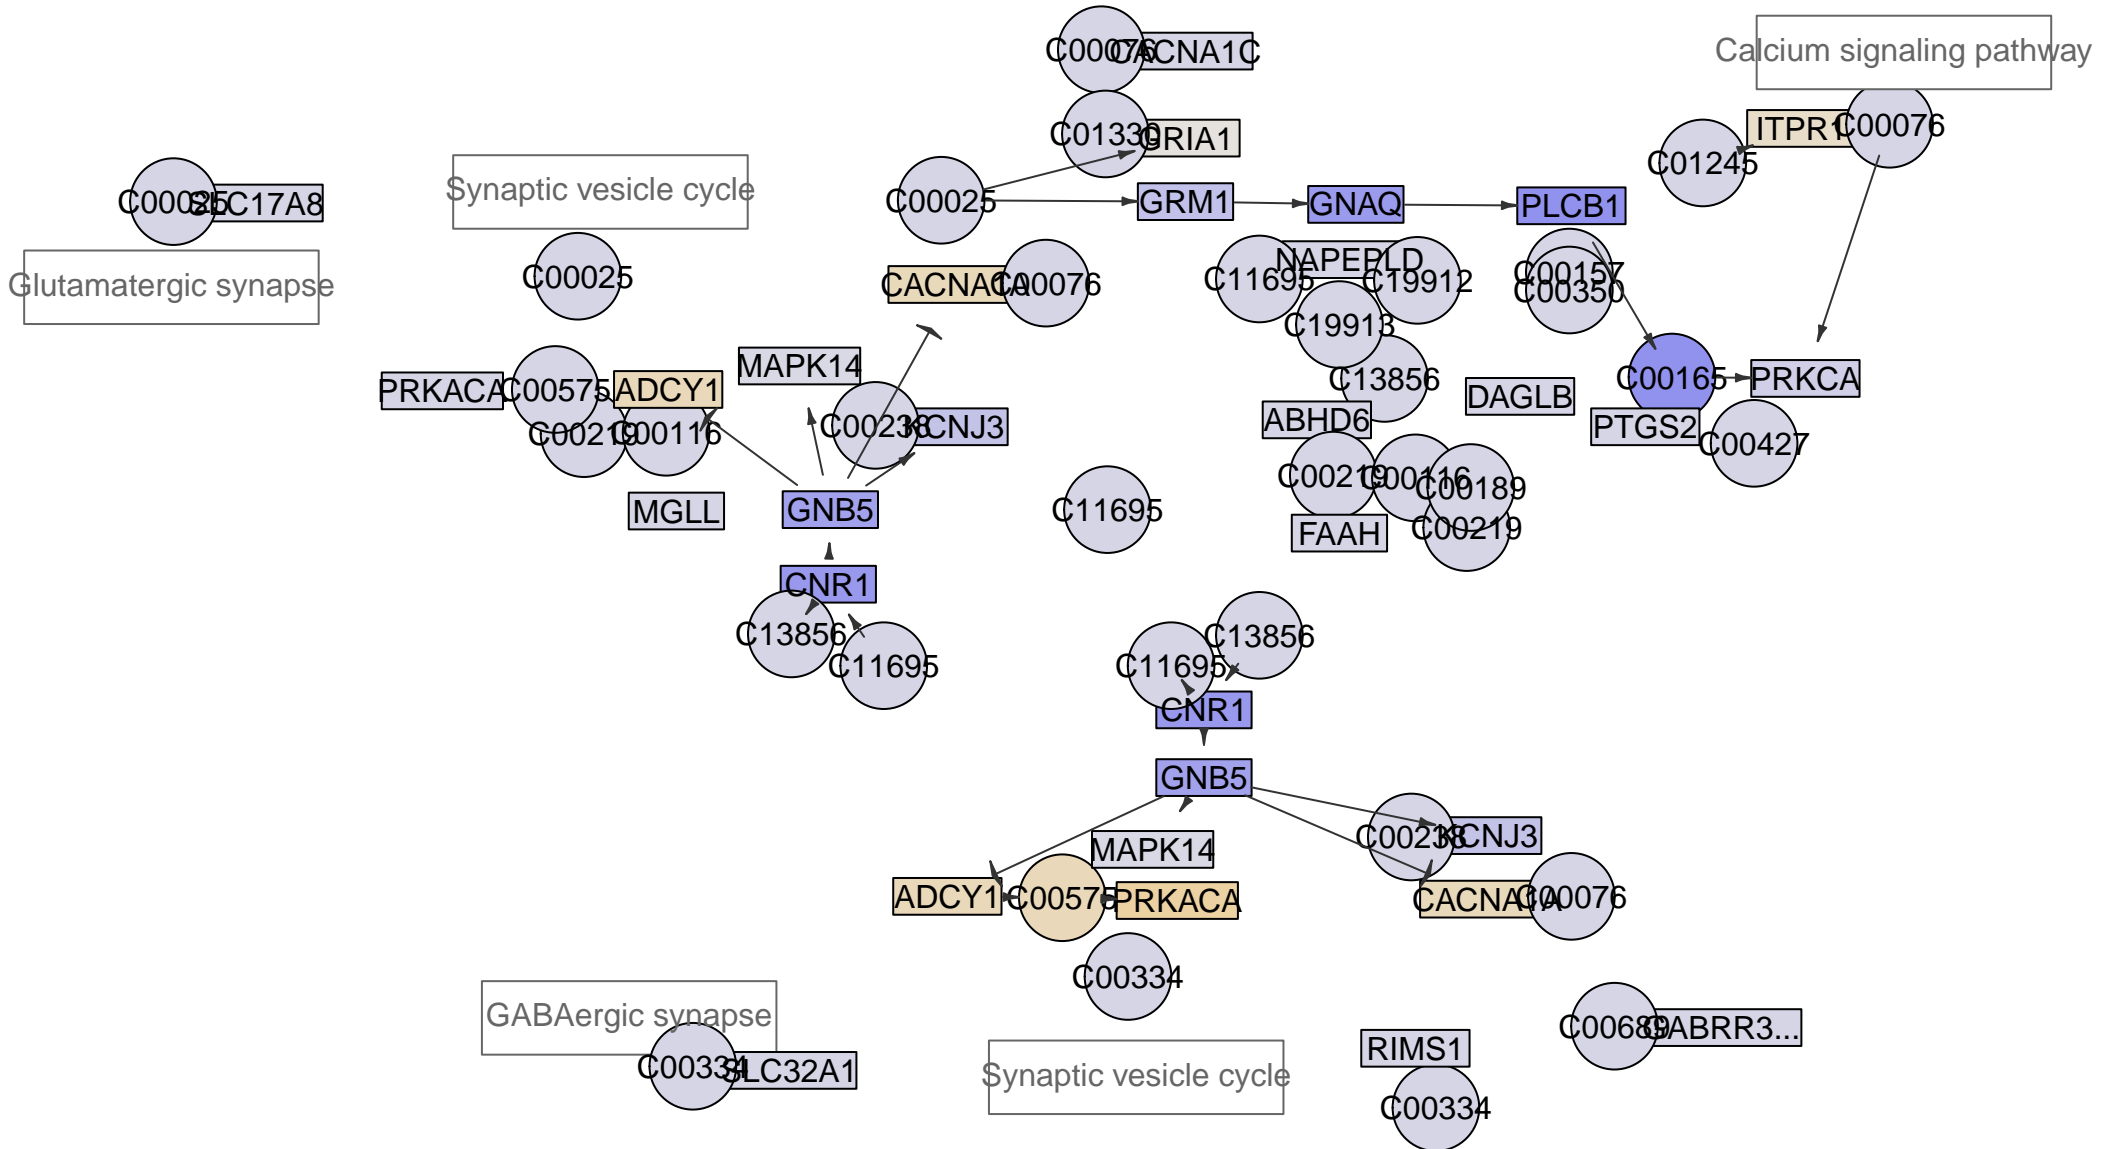 C00076
CACNA1C
Calcium signaling pathway
C01330
GRIA1
ITPR1
C00076
C01245
C00025
SLC17A8
Synaptic vesicle cycle
C00025
GRM1
GNAQ
PLCB1
Glutamatergic synapse
C00025
CACNA1A
C00076
C11695
NAPEPLD
C19912
C00157
C00350
C19913
PRKACA
C00575
ADCY1
MAPK14
C13856
DAGLB
C00165
PRKCA
C00219
C00116
C00238
KCNJ3
ABHD6
PTGS2
C00427
MGLL
GNB5
C11695
C00219
C00116
C00189
FAAH
C00219
CNR1
C13856
C11695
C11695
C13856
CNR1
GNB5
MAPK14
C00238
KCNJ3
ADCY1
C00575
PRKACA
CACNA1A
C00076
C00334
GABAergic synapse
C00334
SLC32A1
Synaptic vesicle cycle
RIMS1
C00334
C00689
GABRR3...